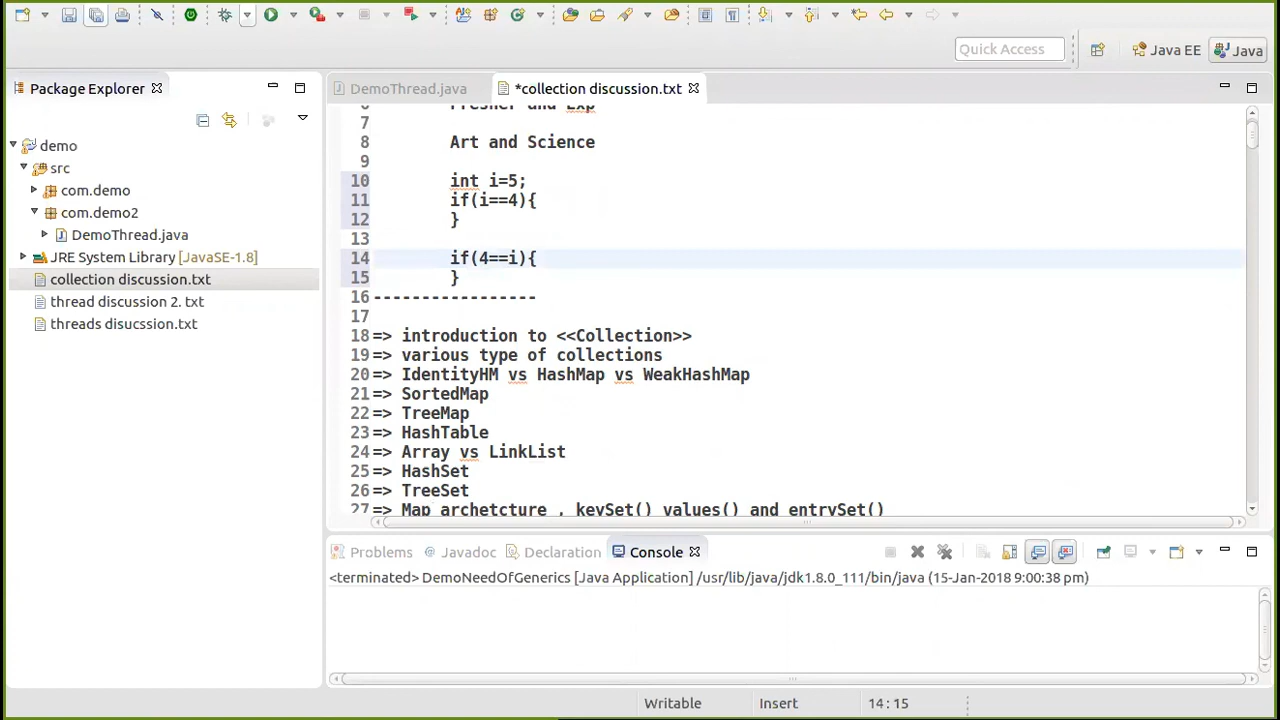 Quick Access
Java EE
Java
Package Explorer
demo
src
com.demo
com.demo2
DemoThread.java
JRE System Library [JavaSE-1.8]
collection discussion.txt
thread discussion 2. txt
threads disucssion.txt
DemoThread.java
*collection discussion.txt
6 Fresher and Exp
7
8 Art and Science
9
10 int i=5;
11 if(i==4){
12 }
13
14 if(4==i){
15 }
16 -----------------
17
18 => introduction to <<Collection>>
19 => various type of collections
20 => IdentityHM vs HashMap vs WeakHashMap
21 => SortedMap
22 => TreeMap
23 => HashTable
24 => Array vs LinkList
25 => HashSet
26 => TreeSet
27 => Map archetcture , keySet() values() and entrySet()
Problems
Javadoc
Declaration
Console
<terminated> DemoNeedOfGenerics [Java Application] /usr/lib/java/jdk1.8.0_111/bin/java (15-Jan-2018 9:00:38 pm)
Writable
Insert
14 : 15